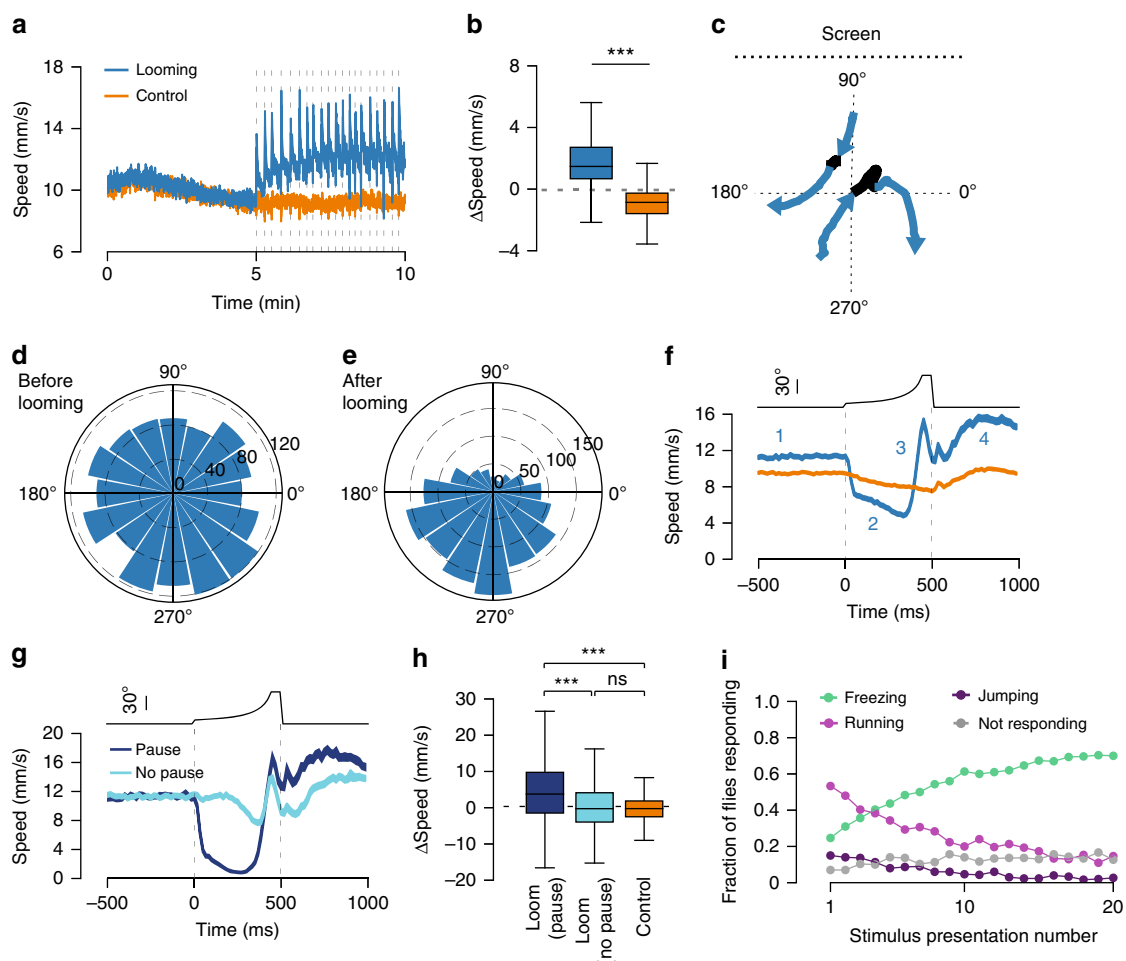 a
18
14
10
6
Speed (mm/s)
Looming
Control
0
5
10
Time (min)
b
***
8
4
0
−4
ΔSpeed (mm/s)
c
Screen
90°
180°
0°
270°
d
Before
looming
90°
120
80
40
0
180°
0°
270°
e
After
looming
90°
150
100
50
0
180°
0°
270°
f
30°
16
12
8
4
0
Speed (mm/s)
1
2
3
4
−500
0
500
1000
Time (ms)
g
30°
20
16
12
8
4
0
Speed (mm/s)
Pause
No pause
−500
0
500
1000
Time (ms)
h
***
***
ns
30
20
10
0
−10
−20
ΔSpeed (mm/s)
Loom
(pause)
Loom
no pause)
Control
i
Freezing
Running
Jumping
Not responding
1.0
0.8
0.6
0.4
0.2
0
Fraction of files responding
1
10
20
Stimulus presentation number